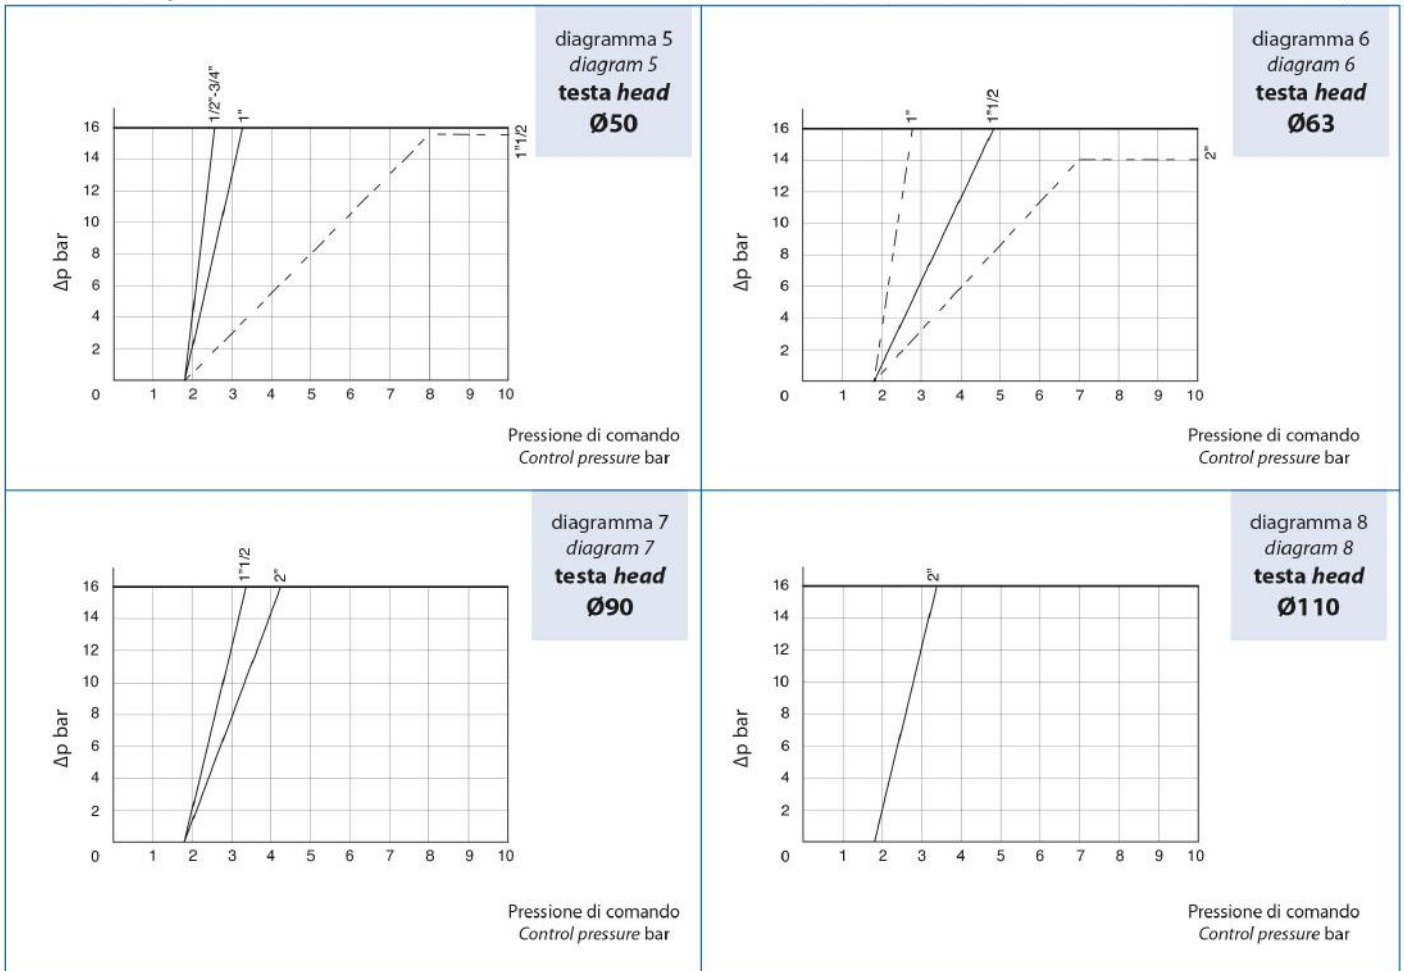 diagramma 5
diagram 5
testa head
Ø50
1/2"-3/4"
1"
1"1/2
16
14
12
10
8
6
4
2
0
1 2 3 4 5 6 7 8 9 10
Δp bar
Pressione di comando
Control pressure bar
diagramma 6
diagram 6
testa head
Ø63
1"
1"1/2
2"
16
14
12
10
8
6
4
2
0
1 2 3 4 5 6 7 8 9 10
Δp bar
Pressione di comando
Control pressure bar
diagramma 7
diagram 7
testa head
Ø90
1"1/2
2"
16
14
12
10
8
6
4
2
0
1 2 3 4 5 6 7 8 9 10
Δp bar
Pressione di comando
Control pressure bar
diagramma 8
diagram 8
testa head
Ø110
2"
16
14
12
10
8
6
4
2
0
1 2 3 4 5 6 7 8 9 10
Δp bar
Pressione di comando
Control pressure bar